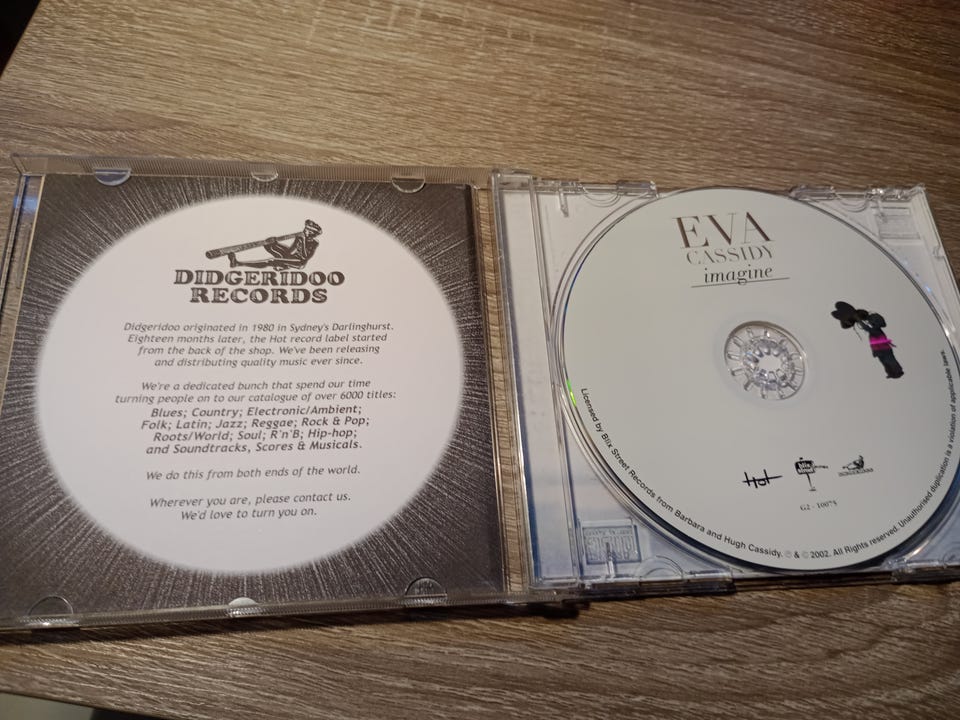 DIDGERIDOO
RECORDS
Didgeridoo originated in 1980 in Sydney's Darlinghurst.
Eighteen months later, the Hot record label started
from the back of the shop. We've been releasing
and distributing quality music ever since.
We're a dedicated bunch that spend our time
turning people on to our catalogue of over 6000 titles:
Blues; Country; Electronic/Ambient;
Folk; Latin; Jazz; Reggae; Rock & Pop;
Roots/World; Soul; R'n'B; Hip-hop;
and Soundtracks, Scores & Musicals.
We do this from both ends of the world.
Wherever you are, please contact us.
We'd love to turn you on.
EVA
CASSIDY
imagine
Hot
blix
street
G2 - 10075
Licensed by Blix Street Records from Barbara and Hugh Cassidy. ℗ & © 2002. All Rights reserved. Unauthorised duplication is a violation of applicable laws.